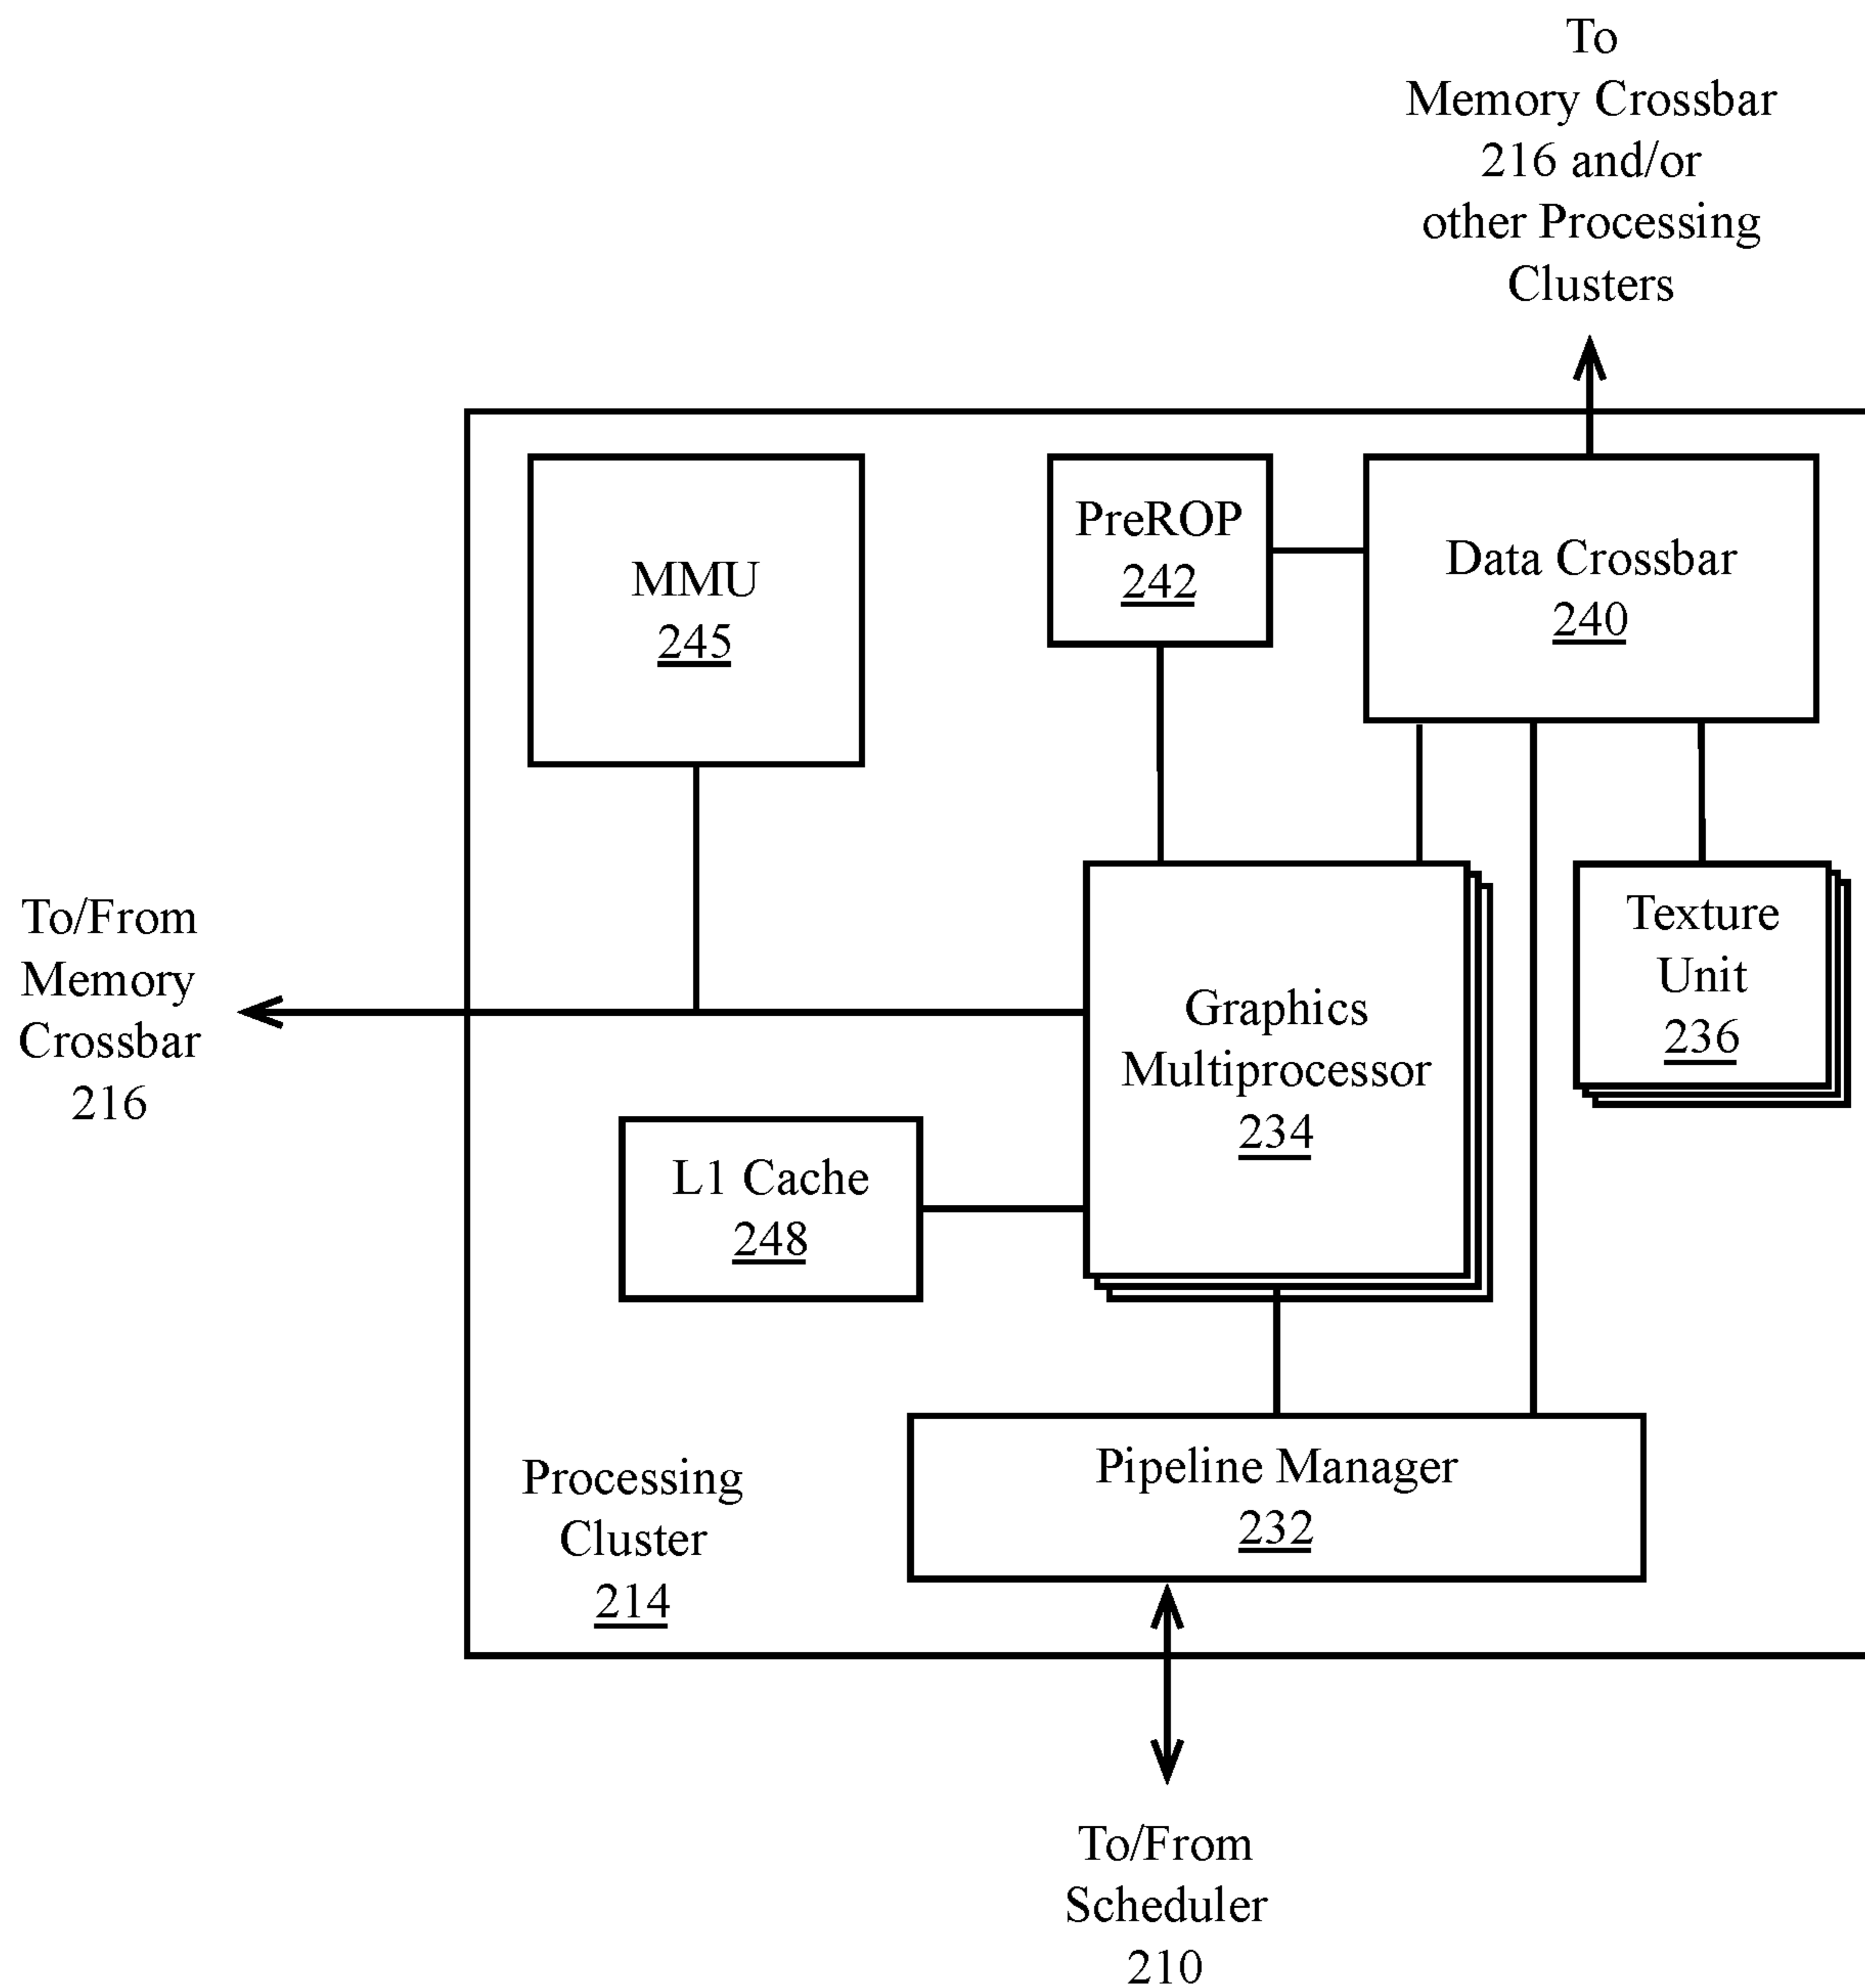 To
Memory Crossbar
216 and/or
other Processing
Clusters
MMU
245
PreROP
242
Data Crossbar
240
To/From
Memory
Crossbar
216
Graphics
Multiprocessor
234
Texture
Unit
236
L1 Cache
248
Processing
Cluster
214
Pipeline Manager
232
To/From
Scheduler
210